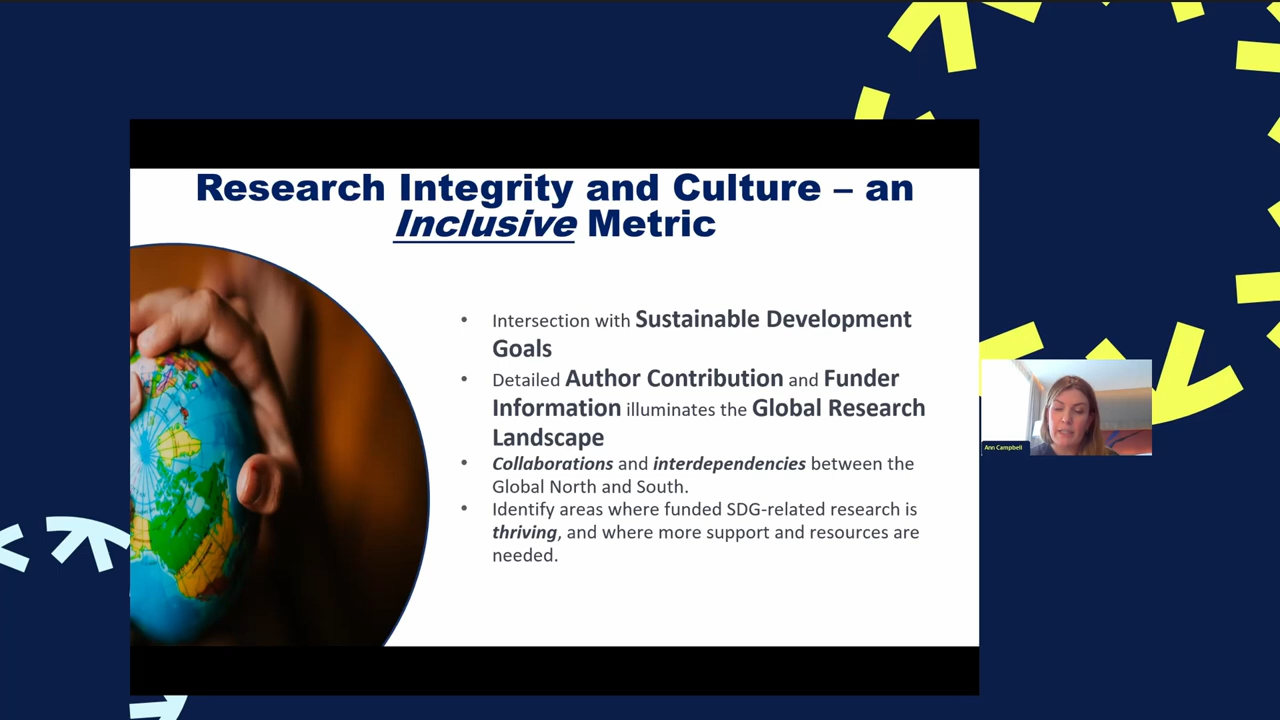 Research Integrity and Culture – an
Inclusive Metric
• Intersection with Sustainable Development
Goals
• Detailed Author Contribution and Funder
Information illuminates the Global Research
Landscape
• Collaborations and interdependencies between the
Global North and South.
• Identify areas where funded SDG-related research is
thriving, and where more support and resources are
needed.
Ann Campbell